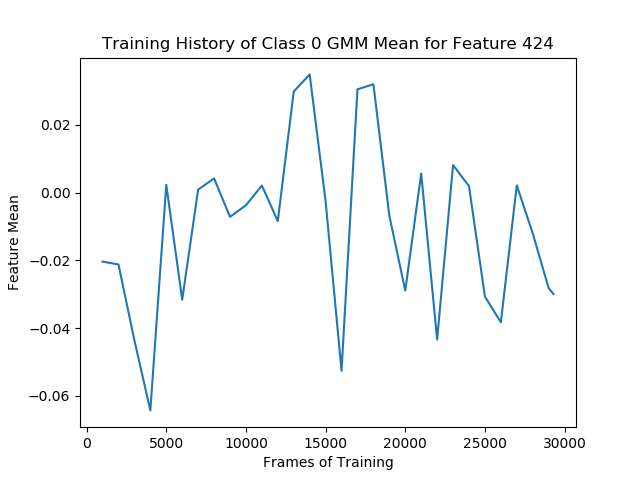 Training History of Class 0 GMM Mean for Feature 424
0.02
0.00
−0.02
−0.04
−0.06
Feature Mean
0 5000 10000 15000 20000 25000 30000
Frames of Training